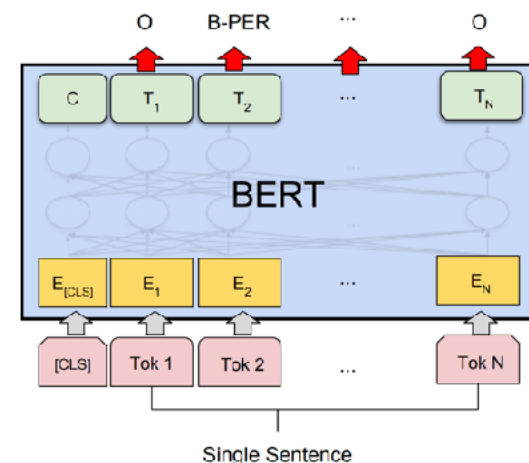 O B-PER ... O
C T1 T2 ... TN
...
BERT
...
E[CLS] E1 E2 ... EN
[CLS] Tok 1 Tok 2 ... Tok N
Single Sentence